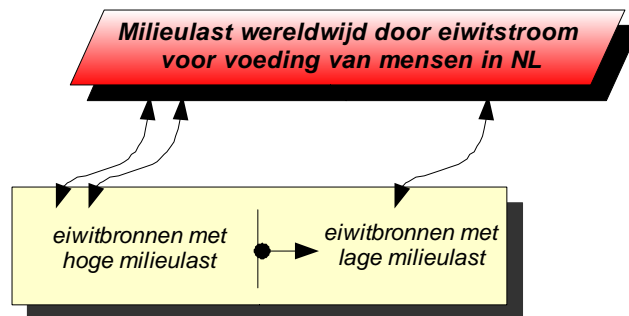 Milieulast wereldwijd door eiwitstroom
voor voeding van mensen in NL
eiwitbronnen met
hoge milieulast
eiwitbronnen met
lage milieulast